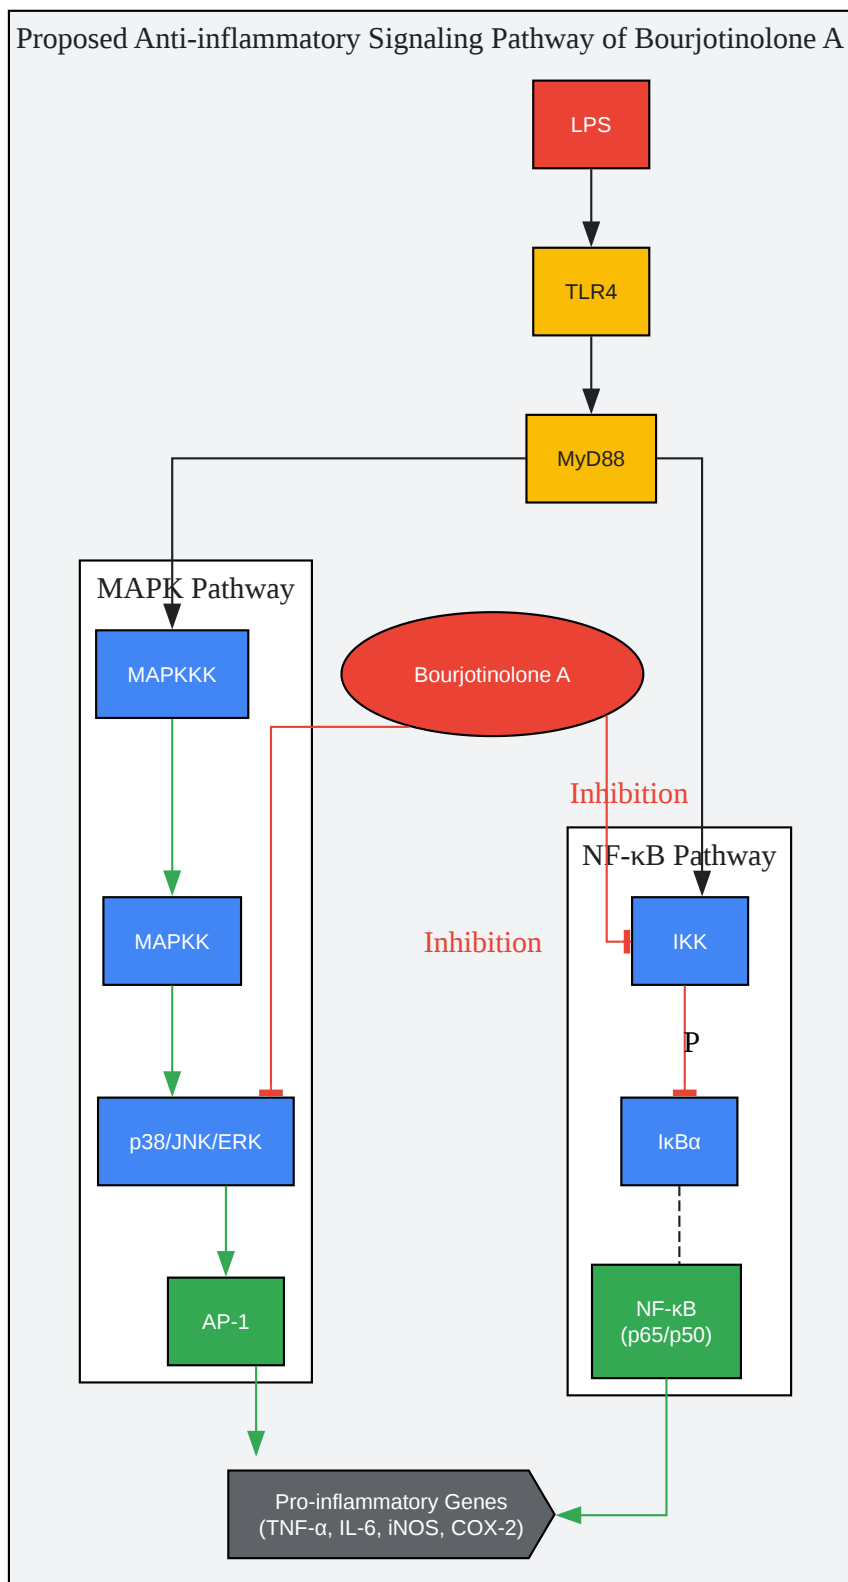 Proposed Anti-inflammatory Signaling Pathway of Bourjotinolone A
LPS
TLR4
MyD88
MAPK Pathway
MAPKKK
Bourjotinolone A
Inhibition
NF-κB Pathway
MAPKK
Inhibition
IKK
P
p38/JNK/ERK
IκBα
AP-1
NF-κB
(p65/p50)
Pro-inflammatory Genes
(TNF-α, IL-6, iNOS, COX-2)